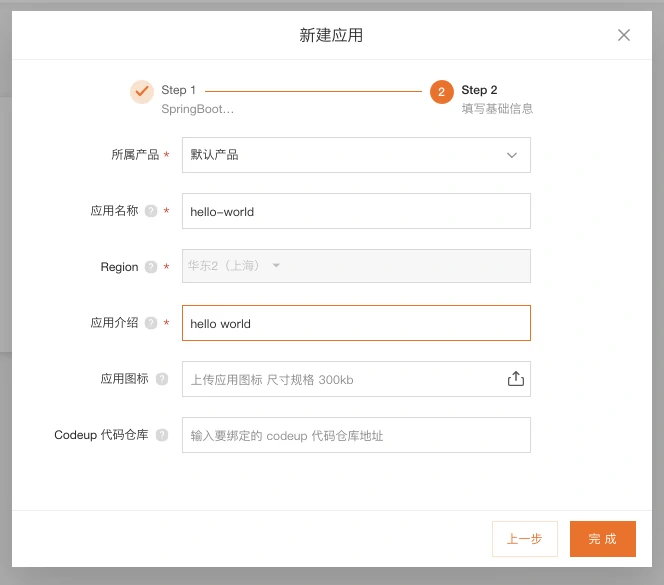 新建应用
Step 1
SpringBoot...
2
Step 2
填写基础信息
所属产品 *
默认产品
应用名称 ? *
hello-world
Region ? *
华东2（上海）
应用介绍 ? *
hello world
应用图标 ?
上传应用图标 尺寸规格 300kb
Codeup 代码仓库 ?
输入要绑定的 codeup 代码仓库地址
上一步
完 成